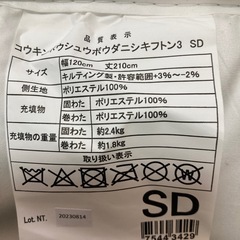 品質表示
コウキンボウシュウボウダニシキフトン3 SD
サイズ
幅120cm 丈210cm
キルティング製・許容範囲+3%~-2%
側生地 ポリエステル100%
充填物 固わた ポリエステル100%
巻わた ポリエステル100%
充填物の重量 固わた 約2.4kg
巻わた 約1.8kg
取り扱い表示
Lot. NT. 20230814
SD
7544 3429